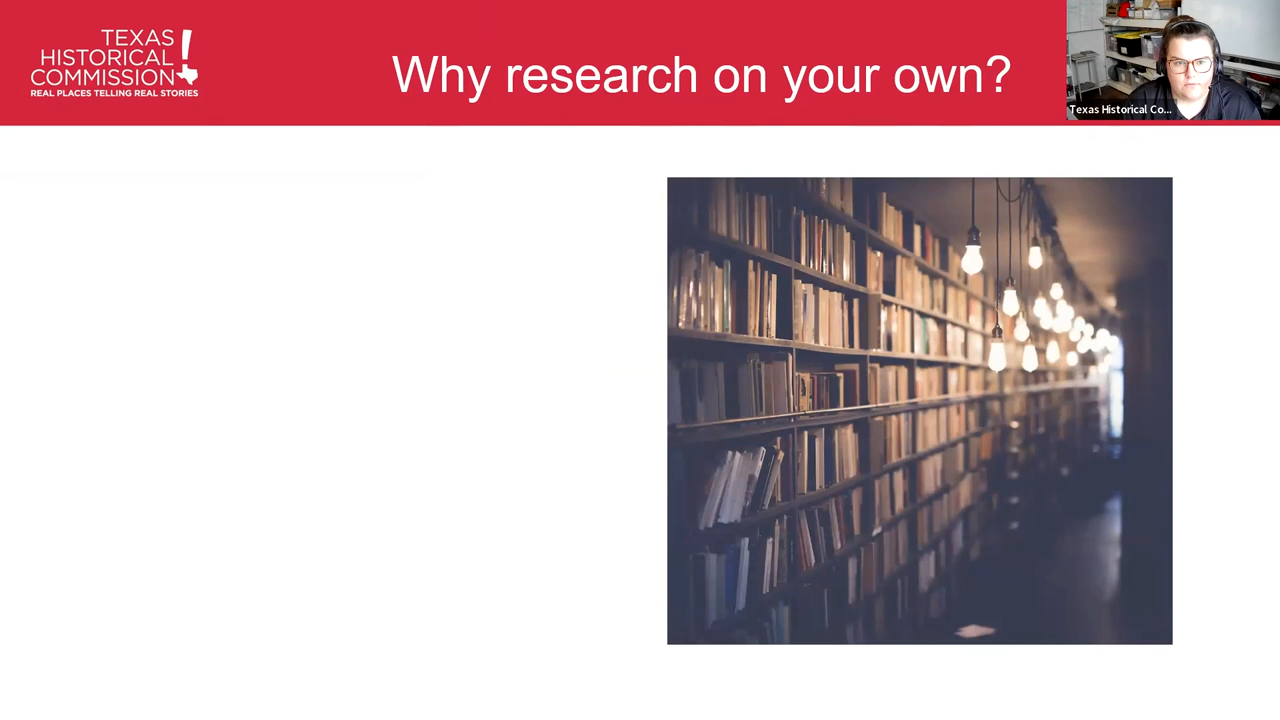 TEXAS
HISTORICAL
COMMISSION
REAL PLACES TELLING REAL STORIES
Why research on your own?
Texas Historical Co...